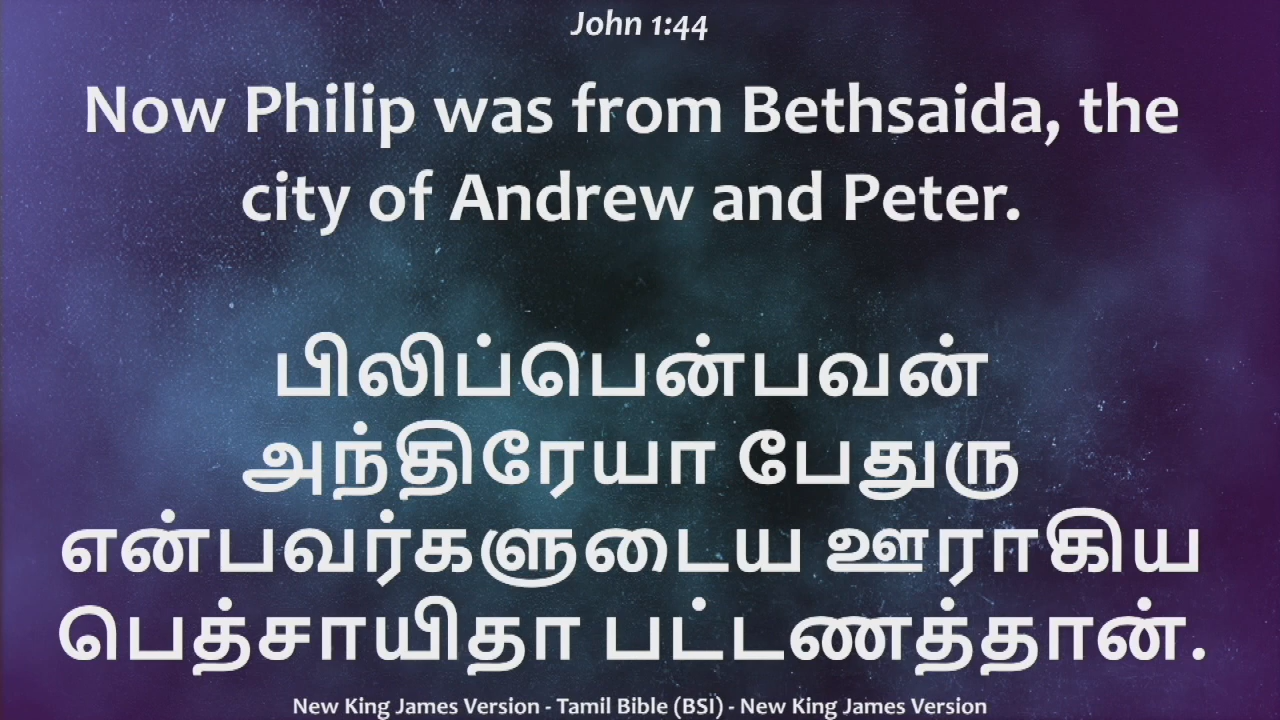 John 1:44
Now Philip was from Bethsaida, the
city of Andrew and Peter.
பிலிப்பென்பவன்
அந்திரேயா பேதுரு
என்பவர்களுடைய ஊராகிய
பெத்சாயிதா பட்டணத்தான்.
New King James Version - Tamil Bible (BSI) - New King James Version